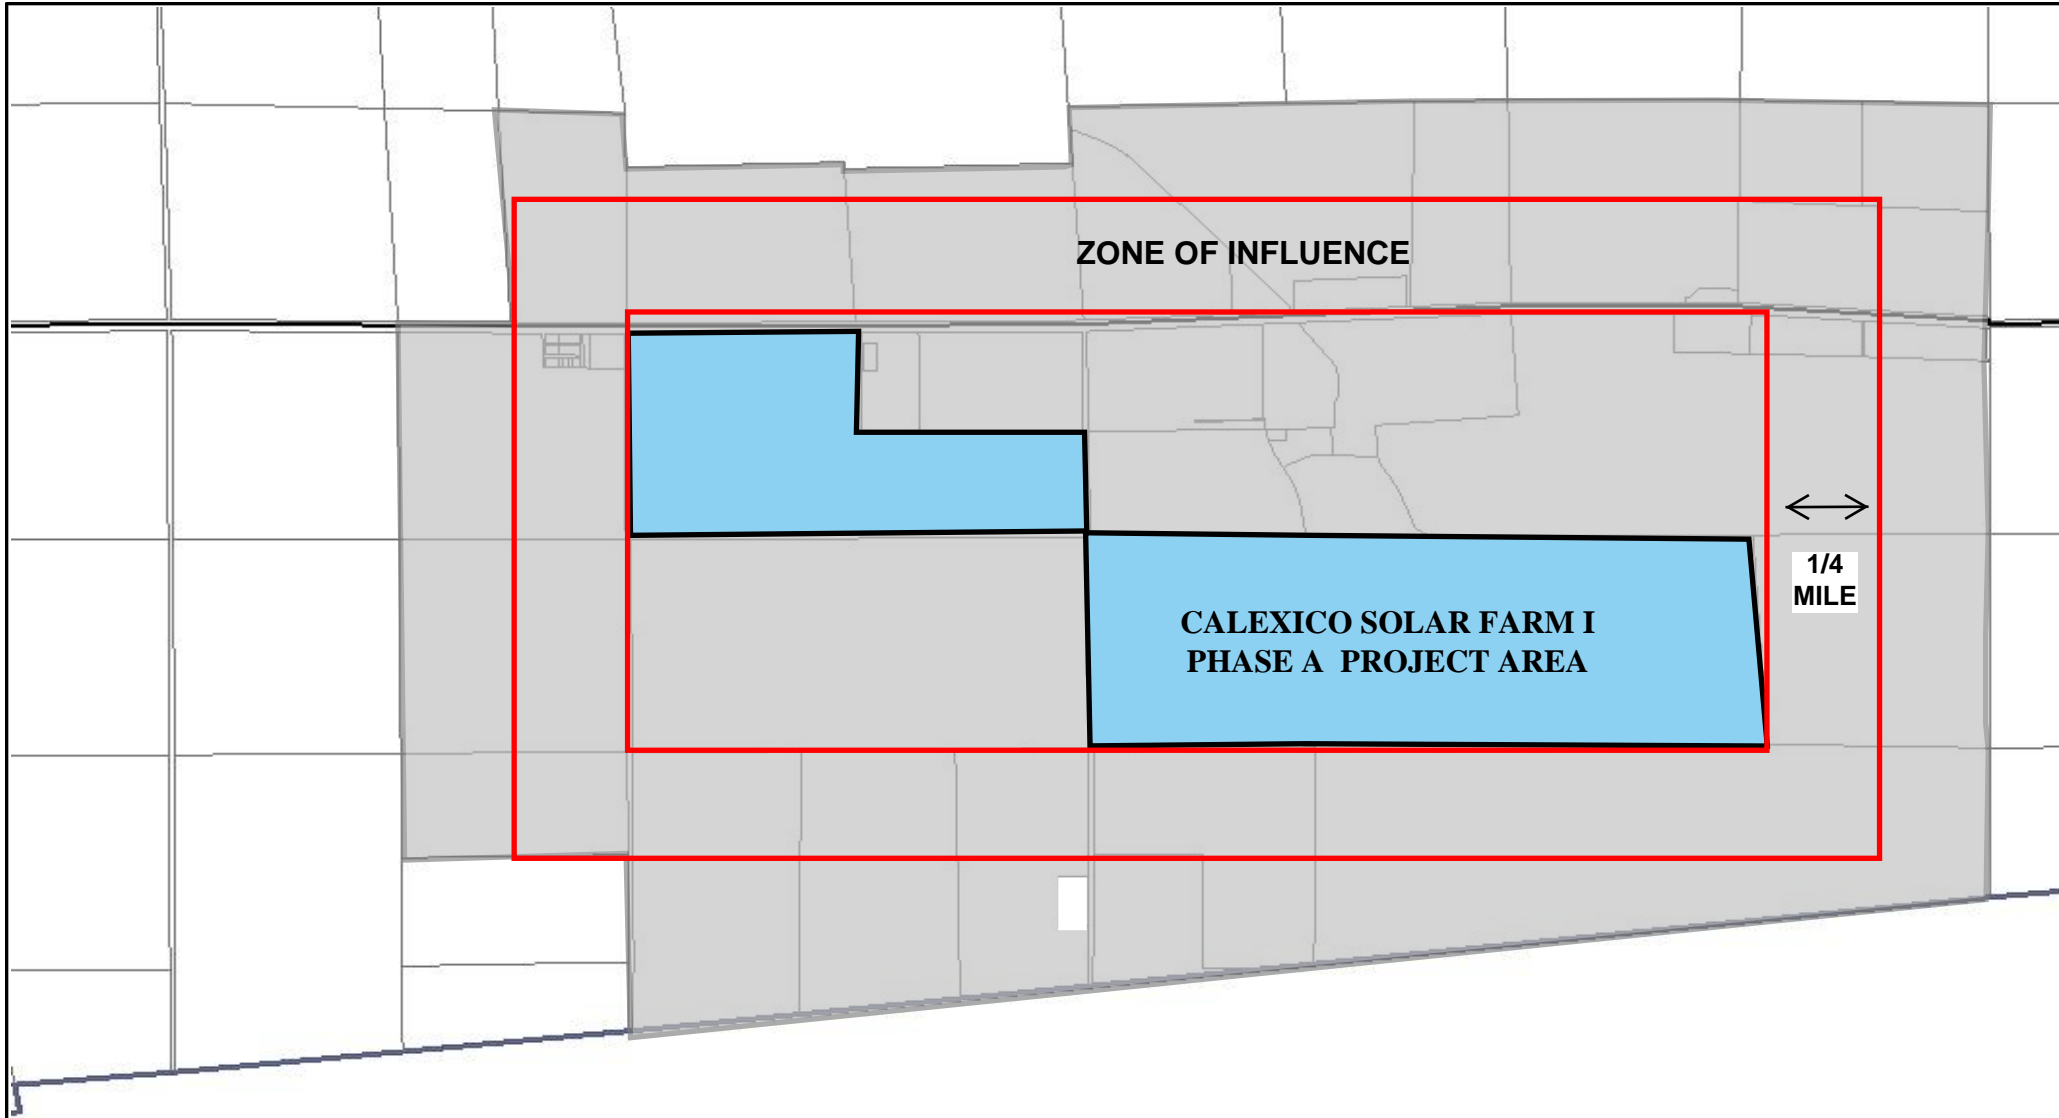 ZONE OF INFLUENCE
1/4
MILE
CALEXICO SOLAR FARM I
PHASE A PROJECT AREA